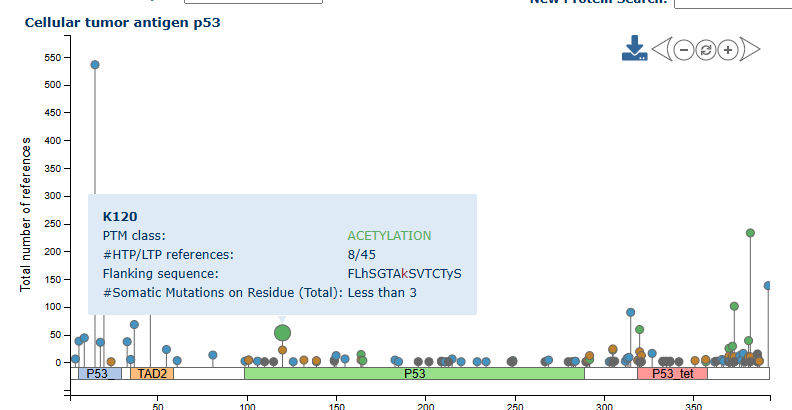 New Protein Search:
Cellular tumor antigen p53
Total number of references
550
500
450
400
350
300
250
200
150
100
50
0
K120
PTM class: ACETYLATION
#HTP/LTP references: 8/45
Flanking sequence: FLhSGTAkSVTCTyS
#Somatic Mutations on Residue (Total): Less than 3
P53_ TAD2 P53 P53_tet
50 100 150 200 250 300 350